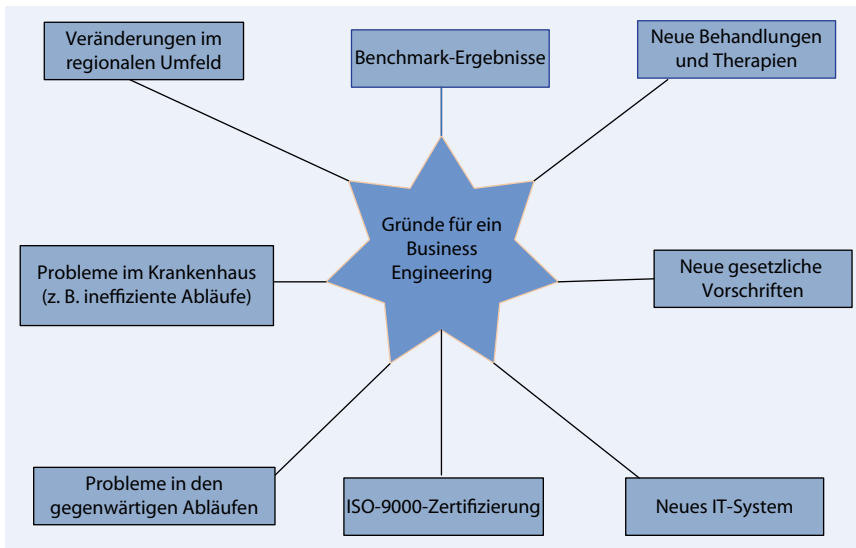 Veränderungen im
regionalen Umfeld
Benchmark-Ergebnisse
Neue Behandlungen
und Therapien
Gründe für ein
Business
Engineering
Probleme im Krankenhaus
(z. B. ineffiziente Abläufe)
Neue gesetzliche
Vorschriften
Probleme in den
gegenwärtigen Abläufen
ISO-9000-Zertifizierung
Neues IT-System